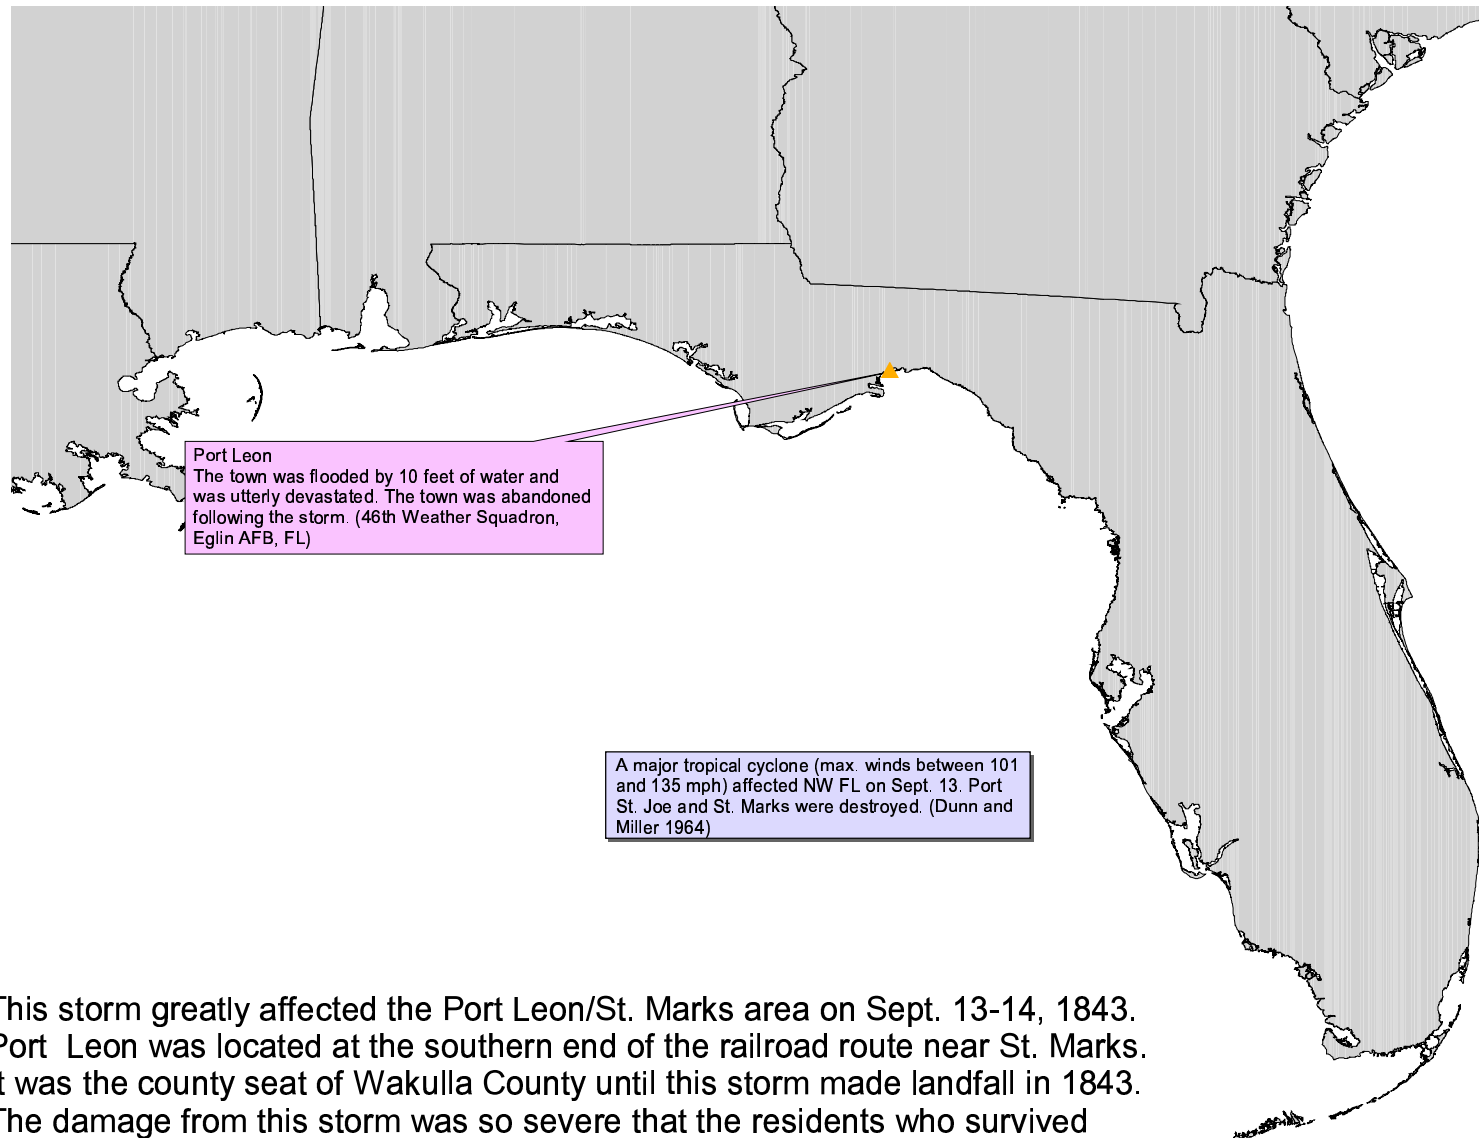 Port Leon
The town was flooded by 10 feet of water and
was utterly devastated. The town was abandoned
following the storm. (46th Weather Squadron,
Eglin AFB, FL)
A major tropical cyclone (max. winds between 101
and 135 mph) affected NW FL on Sept. 13. Port
St. Joe and St. Marks were destroyed. (Dunn and
Miller 1964)
This storm greatly affected the Port Leon/St. Marks area on Sept. 13-14, 1843.
Port Leon was located at the southern end of the railroad route near St. Marks.
t was the county seat of Wakulla County until this storm made landfall in 1843.
The damage from this storm was so severe that the residents who survived